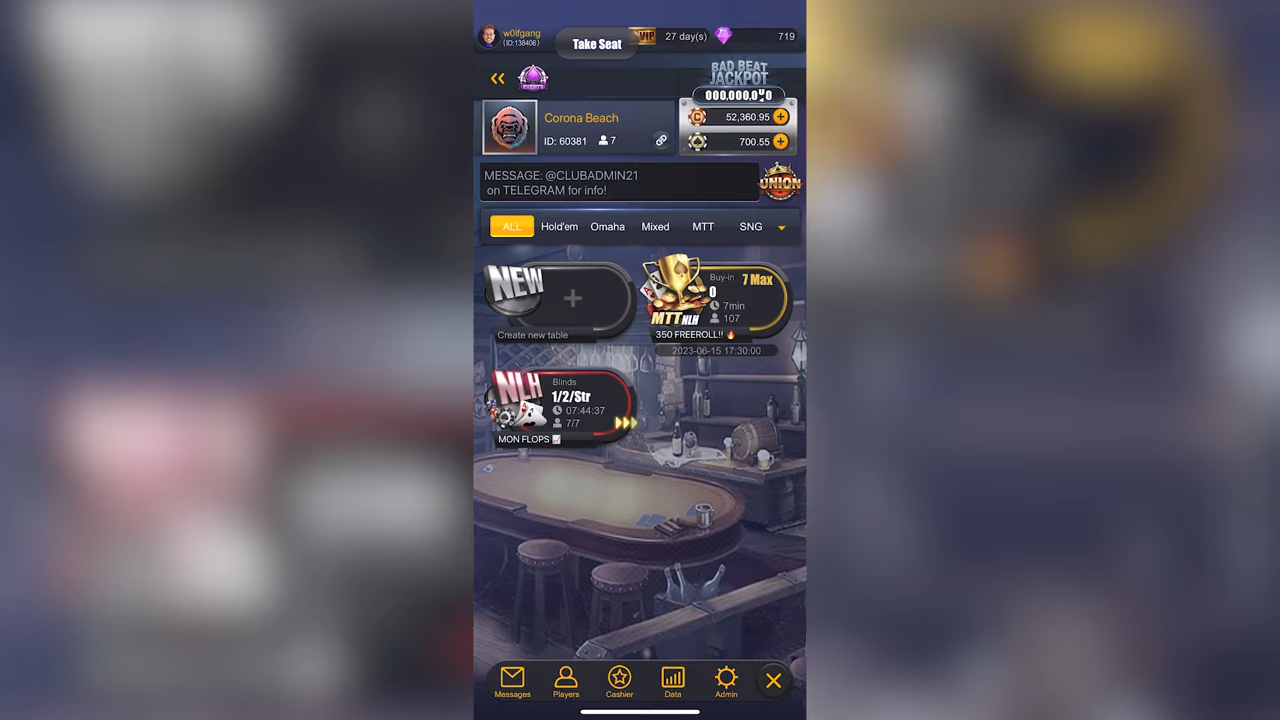 w0lfgang
(ID:138406)
Take Seat
VIP
27 day(s)
719
EVENTS
BAD BEAT
JACKPOT
Corona Beach
ID: 60381
7
C
52,360.95
700.55
MESSAGE: @CLUBADMIN21
on TELEGRAM for info!
UNION
ALL
Hold'em
Omaha
Mixed
MTT
SNG
NEW
Create new table
Buy-in
7 Max
0
7min
107
MTT NLH
350 FREEROLL!! 🔥
2023-06-15 17:30:00
NLH
Blinds
1/2/Str
07:44:37
7/7
MON FLOPS 📈
Messages
Players
Cashier
Data
Admin